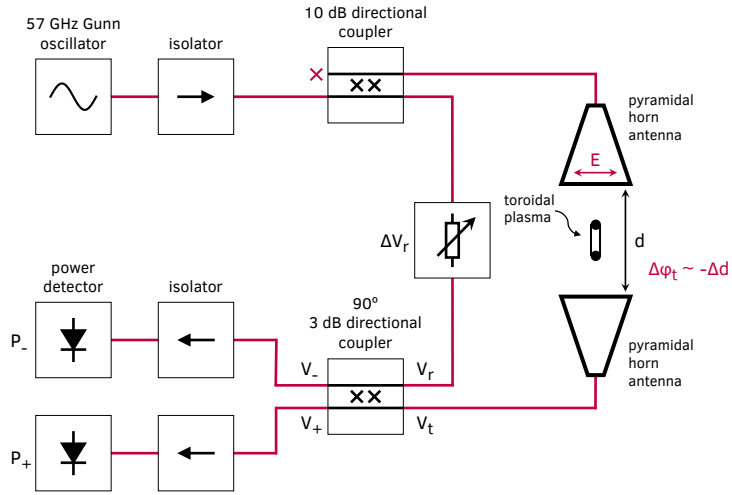 57 GHz Gunn
oscillator
isolator
10 dB directional
coupler
pyramidal
horn
antenna
E
toroidal
plasma
d
Δφt ~ -Δd
ΔVr
power
detector
isolator
90º
3 dB directional
coupler
P-
V-
Vr
pyramidal
horn
antenna
P+
V+
Vt